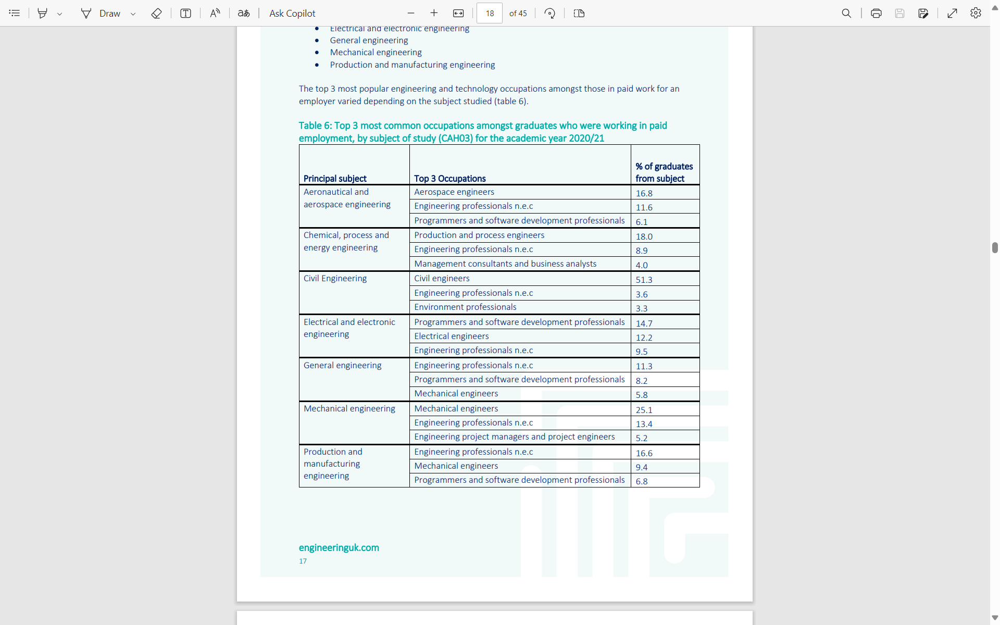 Draw
Ask Copilot
18
of 45
Electrical and electronic engineering
General engineering
Mechanical engineering
Production and manufacturing engineering
The top 3 most popular engineering and technology occupations amongst those in paid work for an
employer varied depending on the subject studied (table 6).
Table 6: Top 3 most common occupations amongst graduates who were working in paid
employment, by subject of study (CAH03) for the academic year 2020/21
Principal subject
Top 3 Occupations
% of graduates
from subject
Aeronautical and
aerospace engineering
Aerospace engineers
16.8
Engineering professionals n.e.c
11.6
Programmers and software development professionals
6.1
Chemical, process and
energy engineering
Production and process engineers
18.0
Engineering professionals n.e.c
8.9
Management consultants and business analysts
4.0
Civil Engineering
Civil engineers
51.3
Engineering professionals n.e.c
3.6
Environment professionals
3.3
Electrical and electronic
engineering
Programmers and software development professionals
14.7
Electrical engineers
12.2
Engineering professionals n.e.c
9.5
General engineering
Engineering professionals n.e.c
11.3
Programmers and software development professionals
8.2
Mechanical engineers
5.8
Mechanical engineering
Mechanical engineers
25.1
Engineering professionals n.e.c
13.4
Engineering project managers and project engineers
5.2
Production and
manufacturing
engineering
Engineering professionals n.e.c
16.6
Mechanical engineers
9.4
Programmers and software development professionals
6.8
engineeringuk.com
17